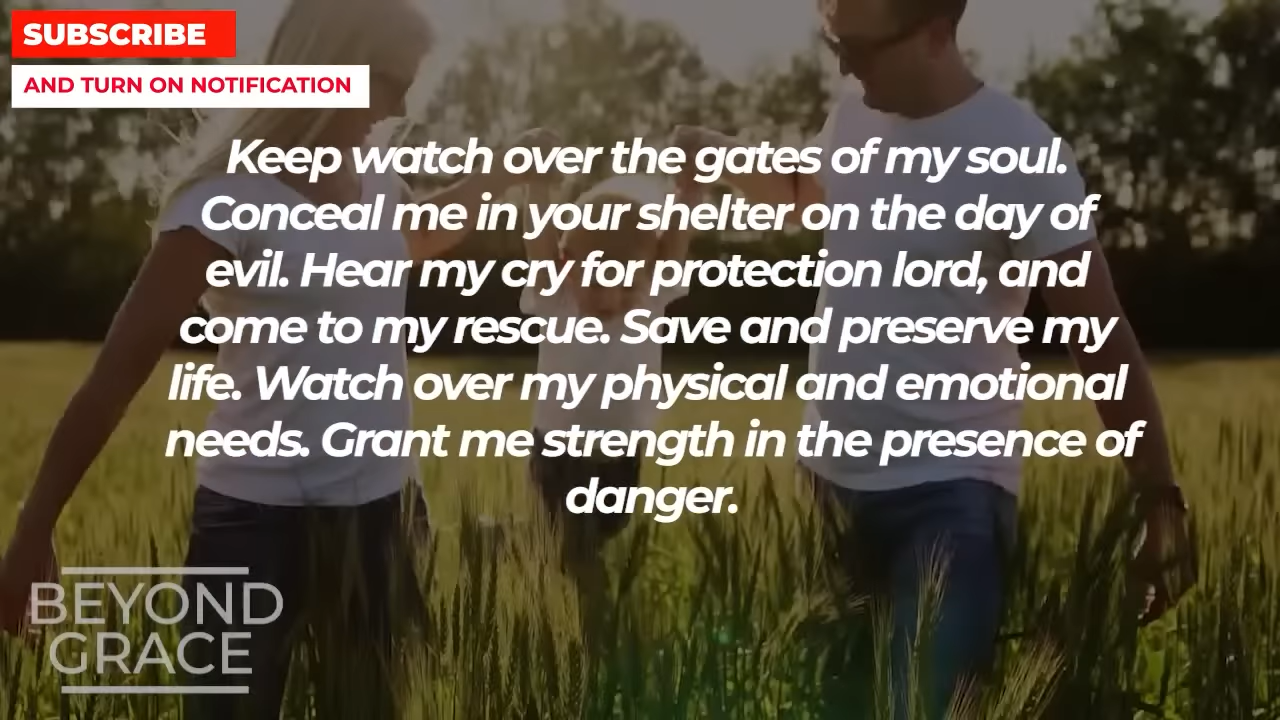 SUBSCRIBE
AND TURN ON NOTIFICATION
Keep watch over the gates of my soul.
Conceal me in your shelter on the day of
evil. Hear my cry for protection lord, and
come to my rescue. Save and preserve my
life. Watch over my physical and emotional
needs. Grant me strength in the presence of
danger.
BEYOND
GRACE